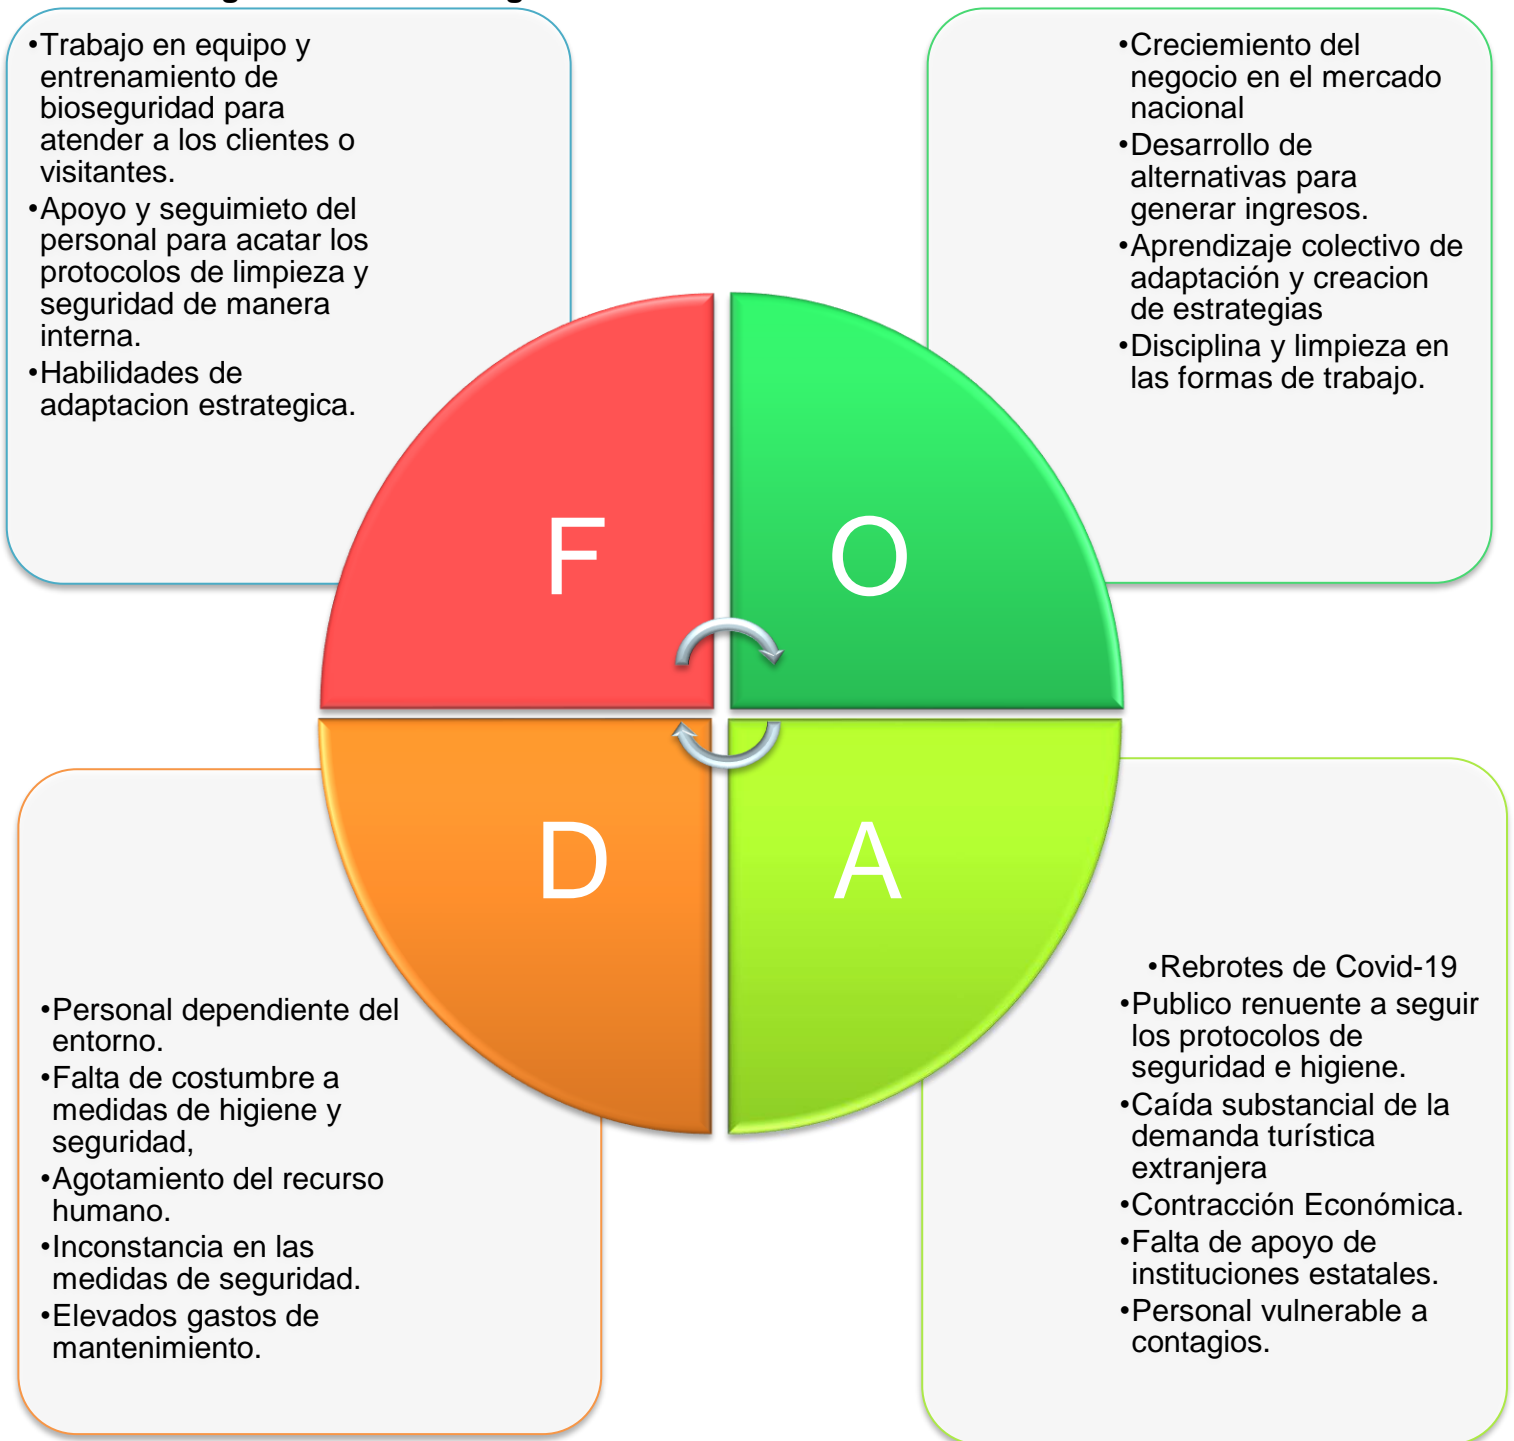 •Trabajo en equipo y
entrenamiento de
bioseguridad para
atender a los clientes o
visitantes.
•Apoyo y seguimieto del
personal para acatar los
protocolos de limpieza y
seguridad de manera
interna.
•Habilidades de
adaptacion estrategica.
•Creciemiento del
negocio en el mercado
nacional
•Desarrollo de
alternativas para
generar ingresos.
•Aprendizaje colectivo de
adaptación y creacion
de estrategias
•Disciplina y limpieza en
las formas de trabajo.
F
O
D
A
•Personal dependiente del
entorno.
•Falta de costumbre a
medidas de higiene y
seguridad,
•Agotamiento del recurso
humano.
•Inconstancia en las
medidas de seguridad.
•Elevados gastos de
mantenimiento.
•Rebrotes de Covid-19
•Publico renuente a seguir
los protocolos de
seguridad e higiene.
•Caída substancial de la
demanda turística
extranjera
•Contracción Económica.
•Falta de apoyo de
instituciones estatales.
•Personal vulnerable a
contagios.